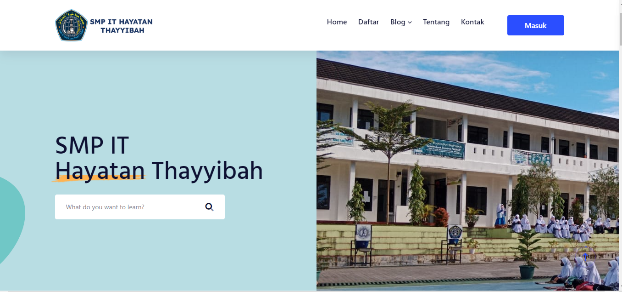 SMP IT HAYATAN
THAYYIBAH
Home Daftar Blog Tentang Kontak Masuk
SMP IT
Hayatan Thayyibah
What do you want to learn?